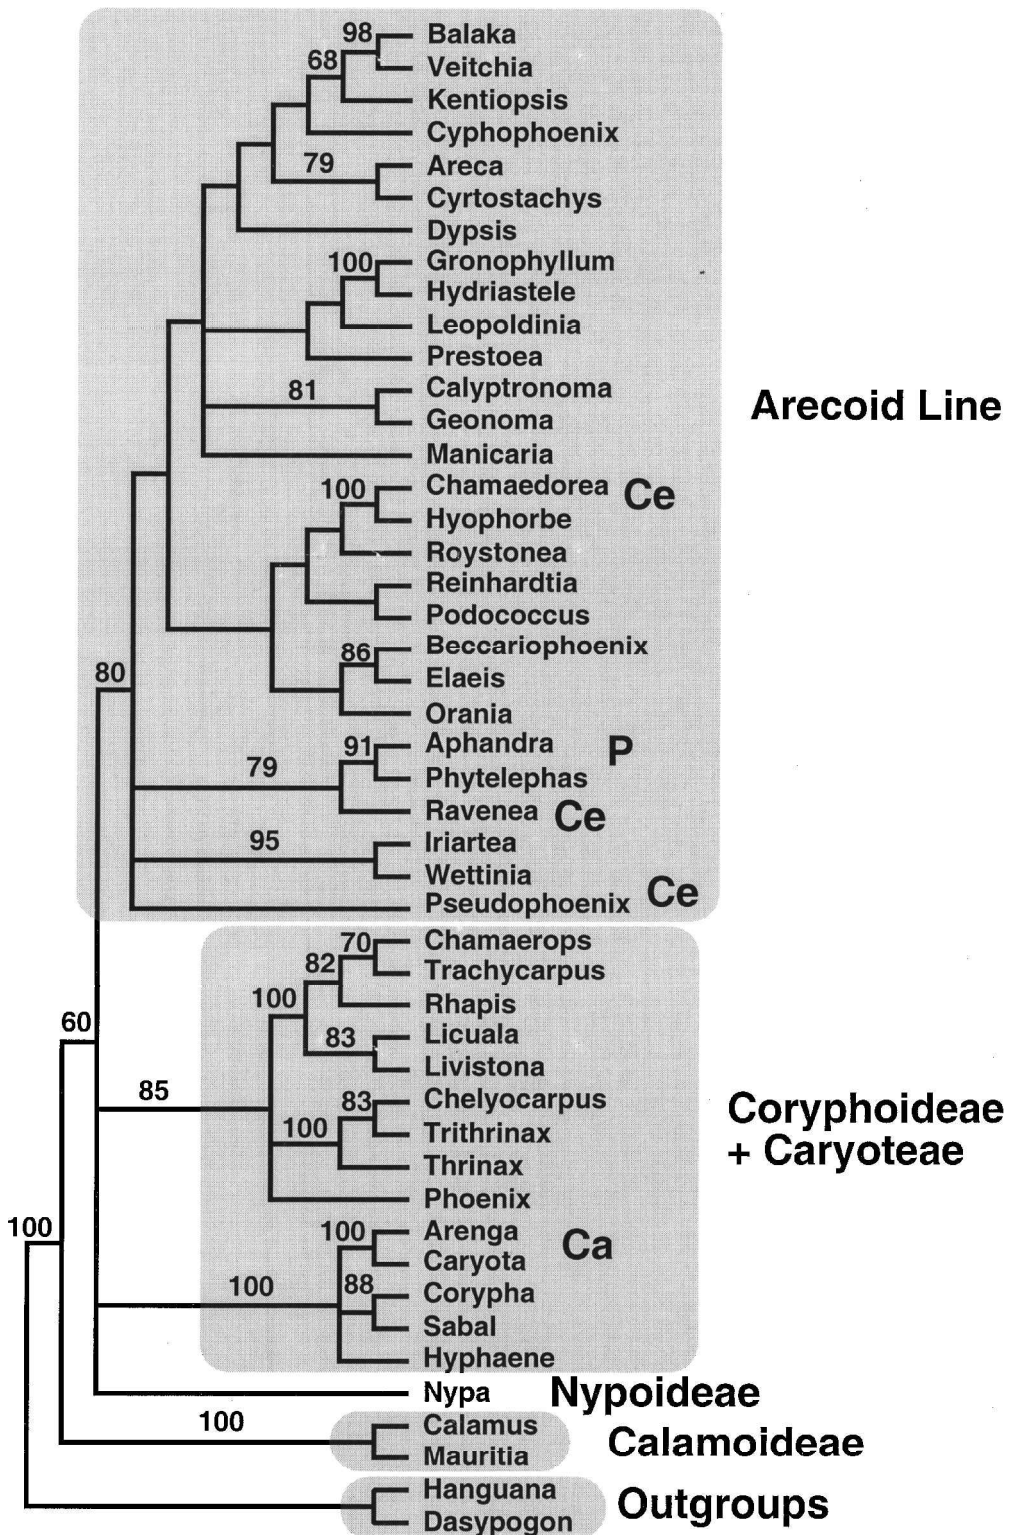 98 Balaka
68 Veitchia
Kentiopsis
Cyphophoenix
79 Areca
Cyrtostachys
Dypsis
100 Gronophyllum
Hydriastele
Leopoldinia
Prestoea
81 Calyptronoma
Geonoma
Arecoid Line
Manicaria
100 Chamaedorea Ce
Hyophorbe
Roystonea
Reinhardtia
Podococcus
86 Beccariophoenix
80 Elaeis
Orania
91 Aphandra P
79 Phytelephas
Ravenea Ce
95 Iriartea
Wettinia
Pseudophoenix Ce
70 Chamaerops
82 Trachycarpus
100 Rhapis
60 83 Licuala
Livistona
85 83 Chelyocarpus
100 Trithrinax
Thrinax
Phoenix
Coryphoideae
+ Caryoteae
100 100 Arenga
Caryota Ca
100 88 Corypha
Sabal
Hyphaene
Nypa Nypoideae
100 Calamus
Mauritia
Calamoideae
Hanguana
Dasypogon
Outgroups